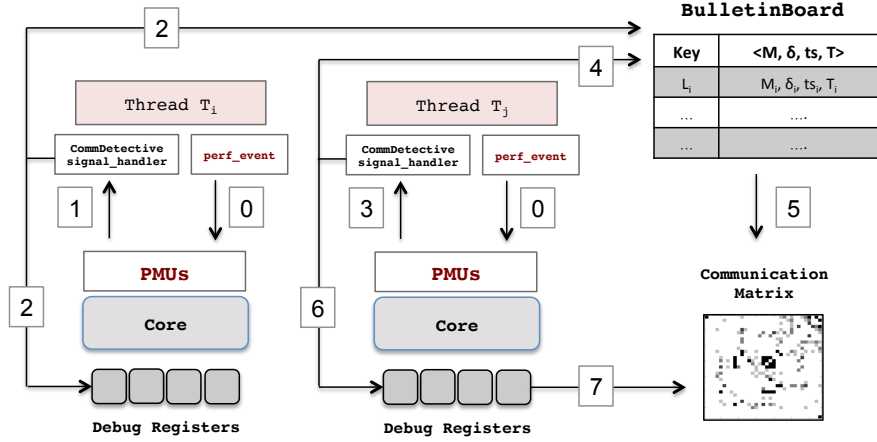 BulletinBoard
2
4
Key <M, δ, ts, T>
Lᵢ Mᵢ, δᵢ, tsᵢ, Tᵢ
... ....
... ....
Thread Tᵢ
Thread Tⱼ
CommDetective
signal_handler
perf_event
CommDetective
signal_handler
perf_event
1
0
3
0
5
PMUs
PMUs
Communication
Matrix
2
6
Core
Core
7
Debug Registers
Debug Registers